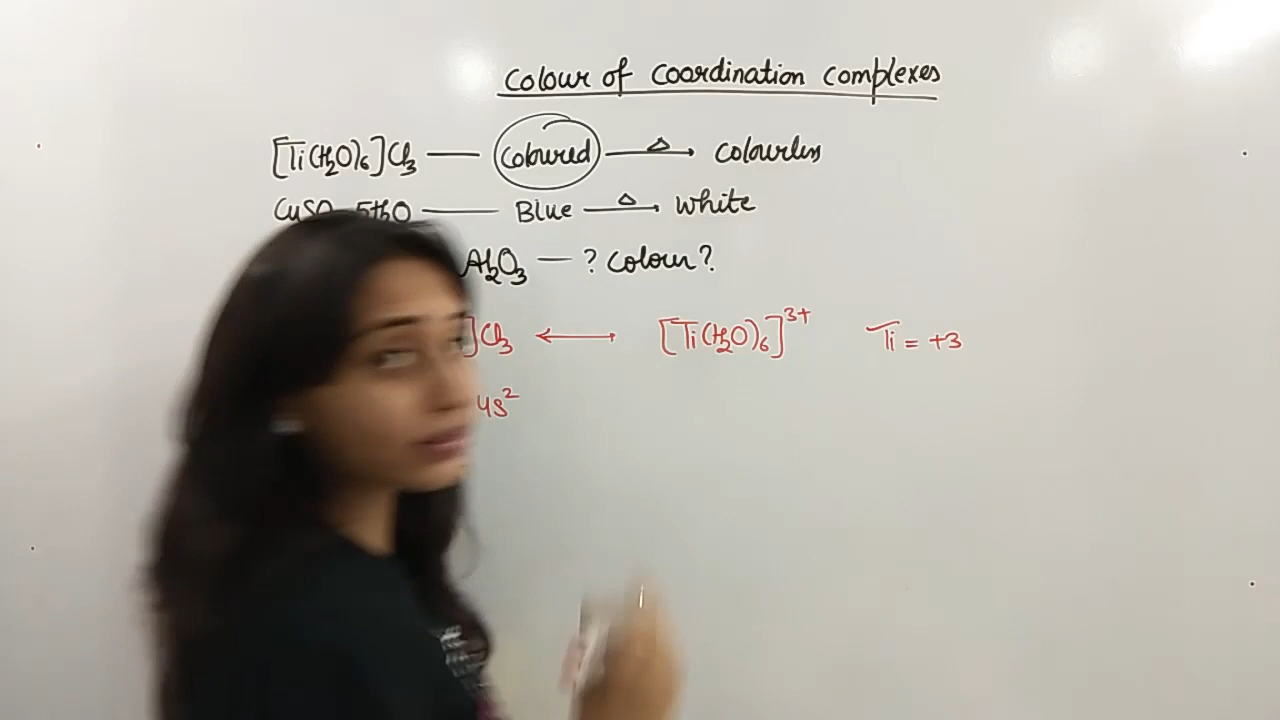 Colour of Coordination Complexes
[Ti(H₂O)₆]Cl₃ — Coloured —Δ→ colourless
CuSO 5H₂O — Blue —Δ→ white
Al₂O₃ — ? Colour?
]Cl₃ ⟷ [Ti(H₂O)₆]³⁺ Ti = +3
4s²